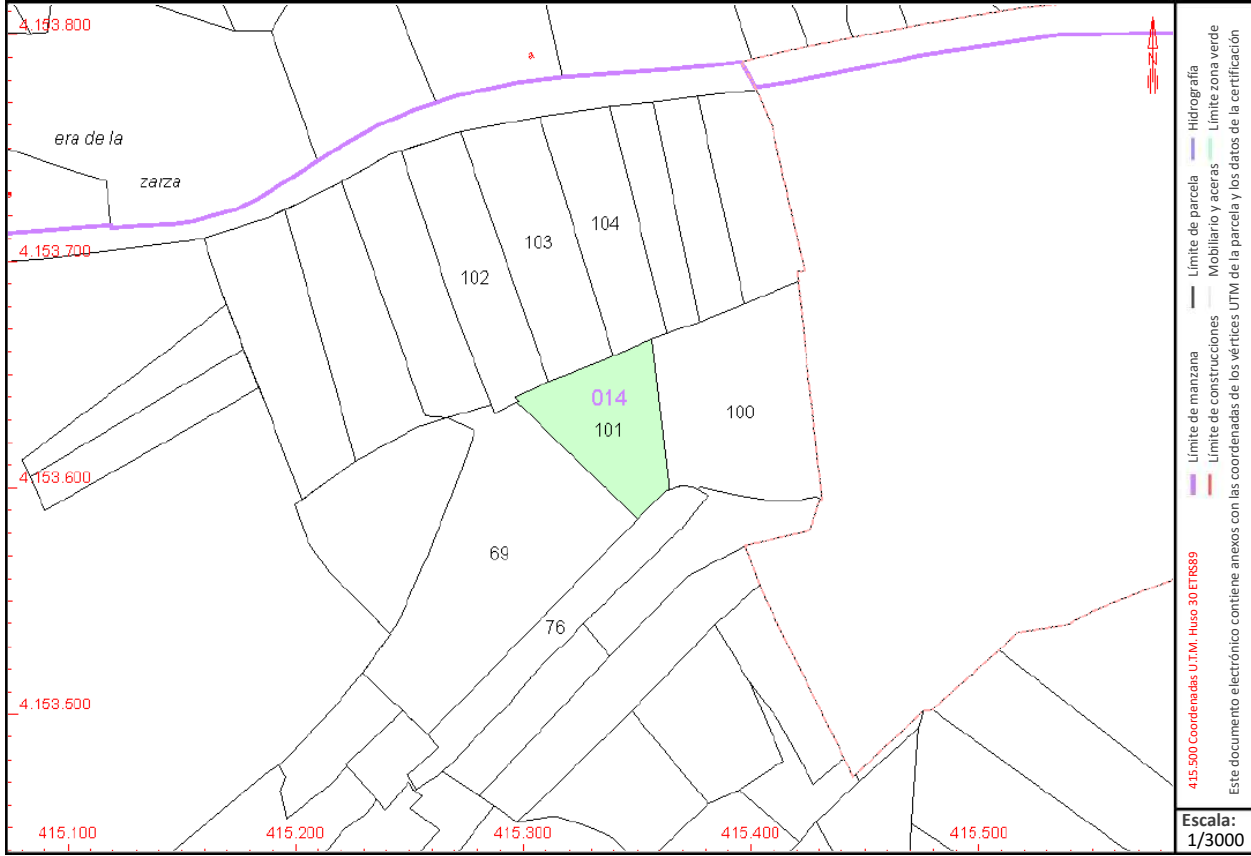 4.153.800
a
era de la
zarza
4.153.700
104
103
102
014
101
100
4.153.600
69
76
4.153.500
415.100
415.200
415.300
415.400
415.500
N
415.500 Coordenadas U.T.M. Huso 30 ETRS89
Límite de manzana
Límite de parcela
Hidrografía
Límite de construcciones
Mobiliario y aceras
Límite zona verde
Este documento electrónico contiene anexos con las coordenadas de los vértices UTM de la parcela y los datos de la certificación
Escala:
1/3000